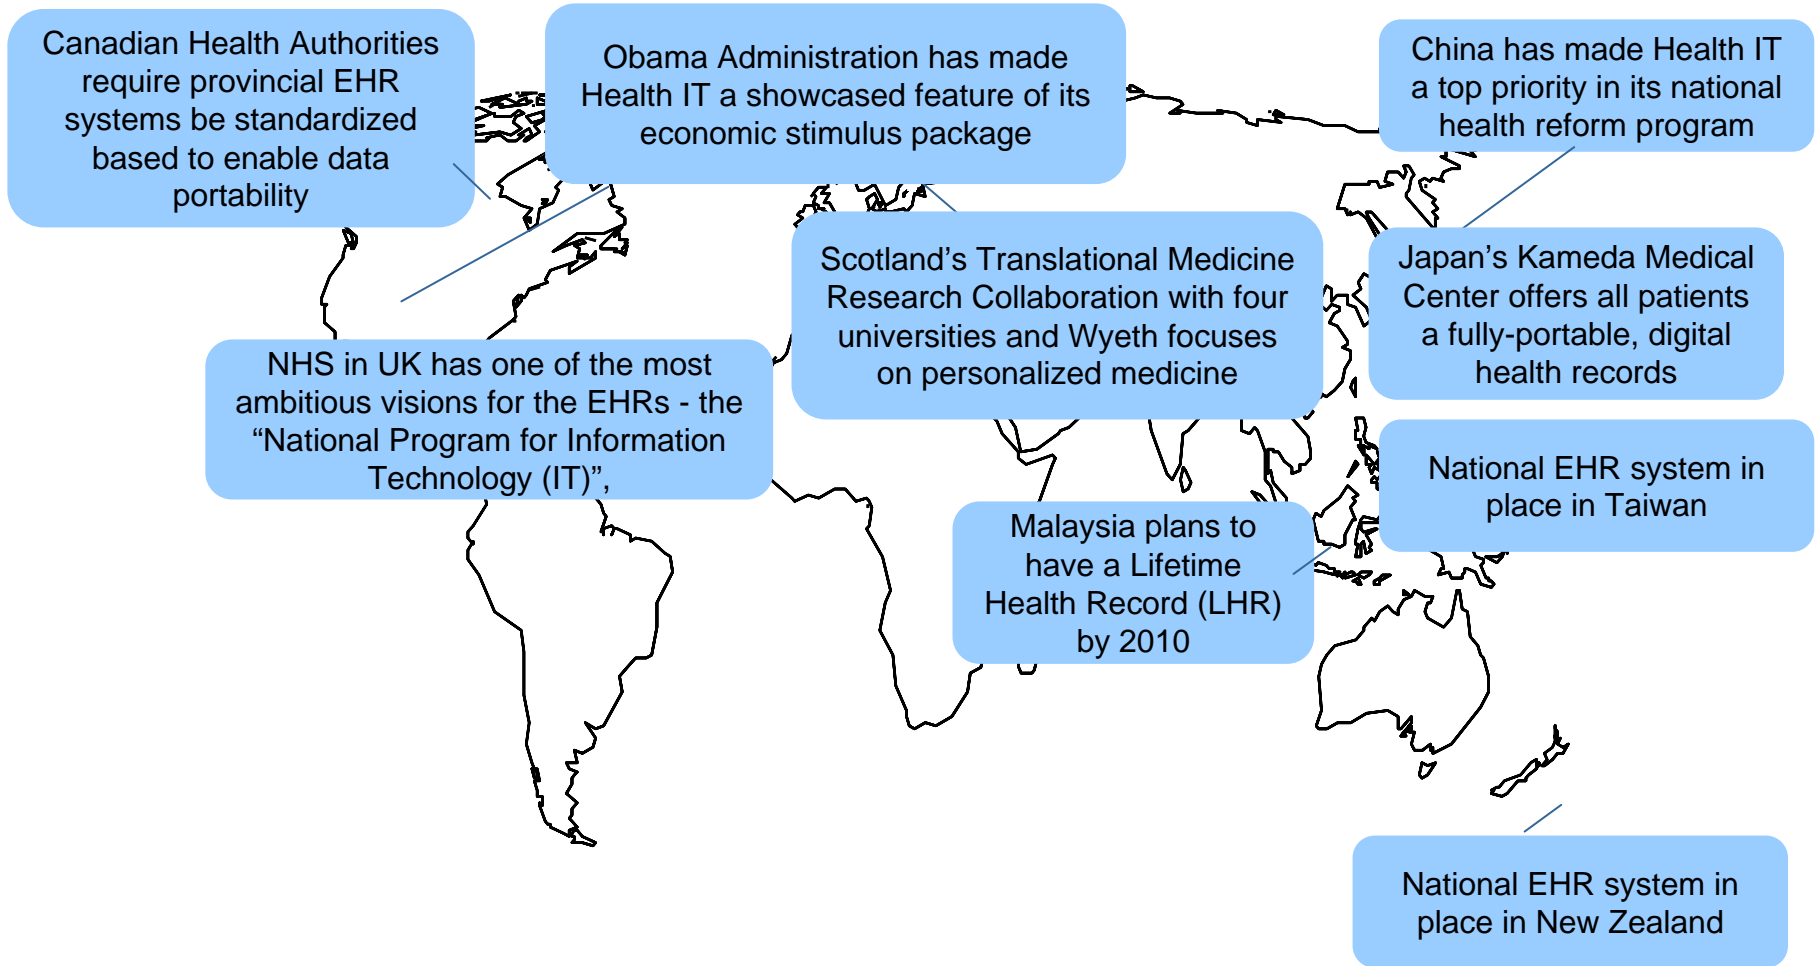 Canadian Health Authorities
require provincial EHR
systems be standardized
based to enable data
portability
Obama Administration has made
Health IT a showcased feature of its
economic stimulus package
China has made Health IT
a top priority in its national
health reform program
Scotland’s Translational Medicine
Research Collaboration with four
universities and Wyeth focuses
on personalized medicine
Japan’s Kameda Medical
Center offers all patients
a fully-portable, digital
health records
NHS in UK has one of the most
ambitious visions for the EHRs - the
“National Program for Information
Technology (IT)”,
National EHR system in
place in Taiwan
Malaysia plans to
have a Lifetime
Health Record (LHR)
by 2010
National EHR system in
place in New Zealand